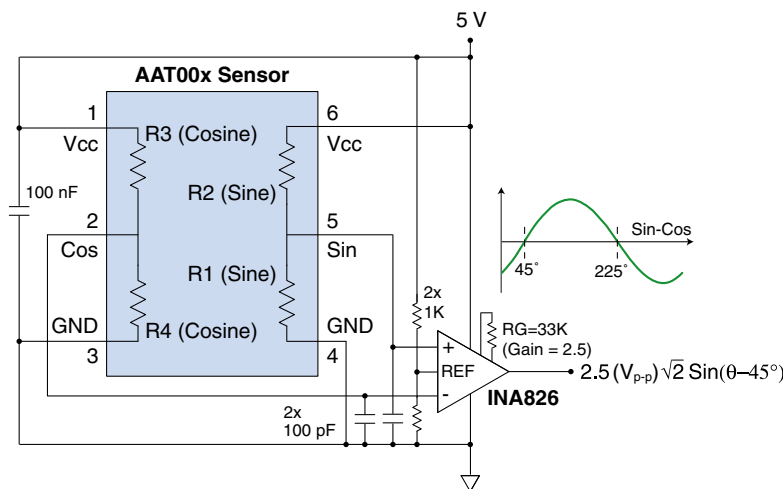 5 V
AAT00x Sensor
1
Vcc
R3 (Cosine)
6
Vcc
R2 (Sine)
100 nF
2
Cos
5
Sin
R1 (Sine)
GND
3
R4 (Cosine)
GND
4
2x
1K
Sin-Cos
45°
225°
RG=33K
(Gain = 2.5)
+
REF
-
INA826
2.5 (Vp-p) √2 Sin(θ–45°)
2x
100 pF